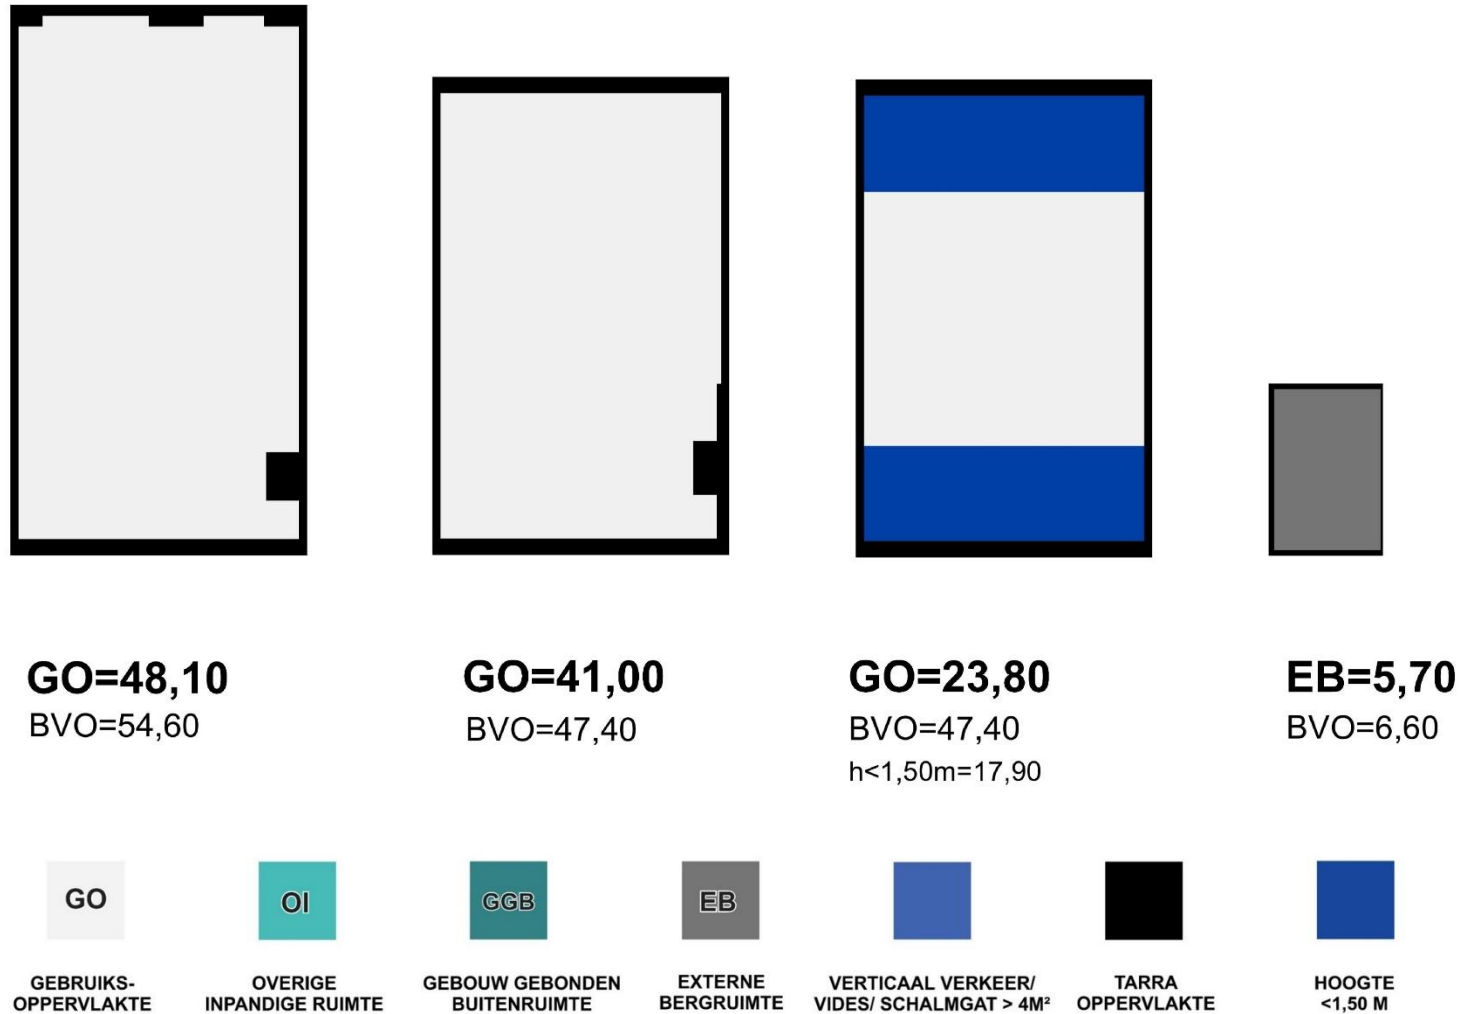 GO=48,10
BVO=54,60
GO=41,00
BVO=47,40
GO=23,80
BVO=47,40
h<1,50m=17,90
EB=5,70
BVO=6,60
GO
GEBRUIKS-
OPPERVLAKTE
OI
OVERIGE
INPANDIGE RUIMTE
GGB
GEBOUW GEBONDEN
BUITENRUIMTE
EB
EXTERNE
BERGRUIMTE
VERTICAAL VERKEER/
VIDES/ SCHALMGAT > 4M²
TARRA
OPPERVLAKTE
HOOGTE
<1,50 M